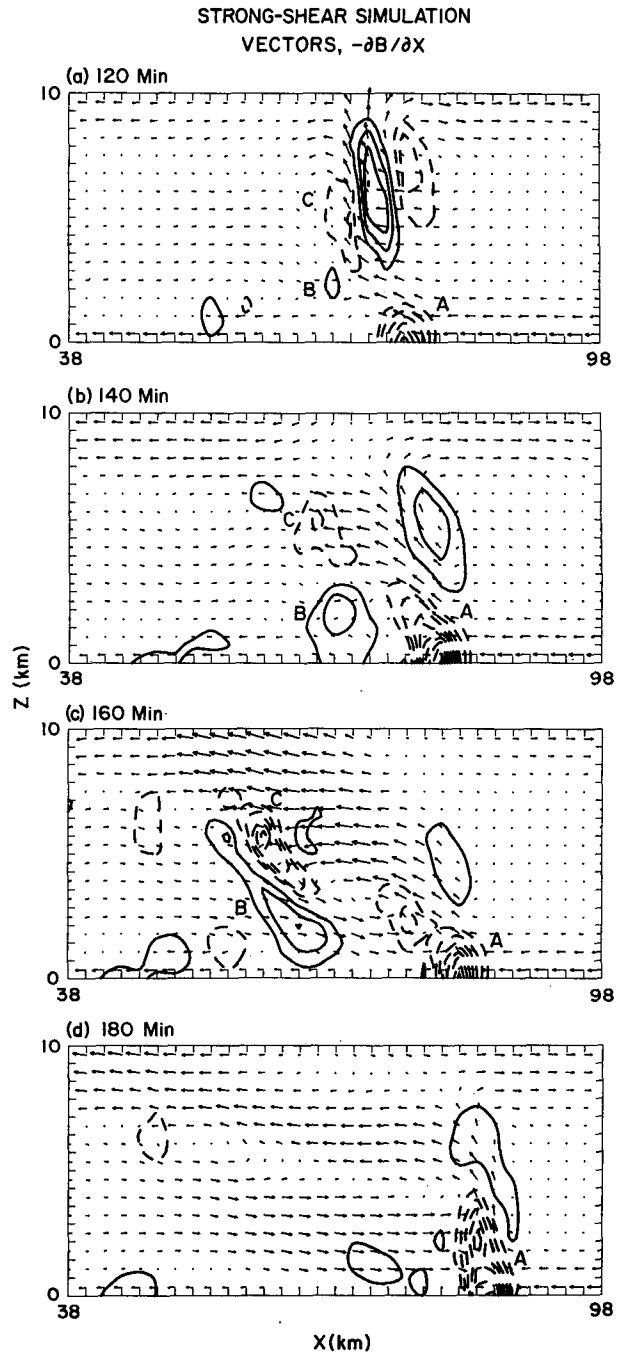 STRONG-SHEAR SIMULATION
VECTORS, -∂B/∂X
(a) 120 Min
10
C
B
A
0
38
98
(b) 140 Min
10
C
B
A
0
38
98
Z (km)
(c) 160 Min
10
C
B
A
0
38
98
(d) 180 Min
10
A
0
38
98
X (km)